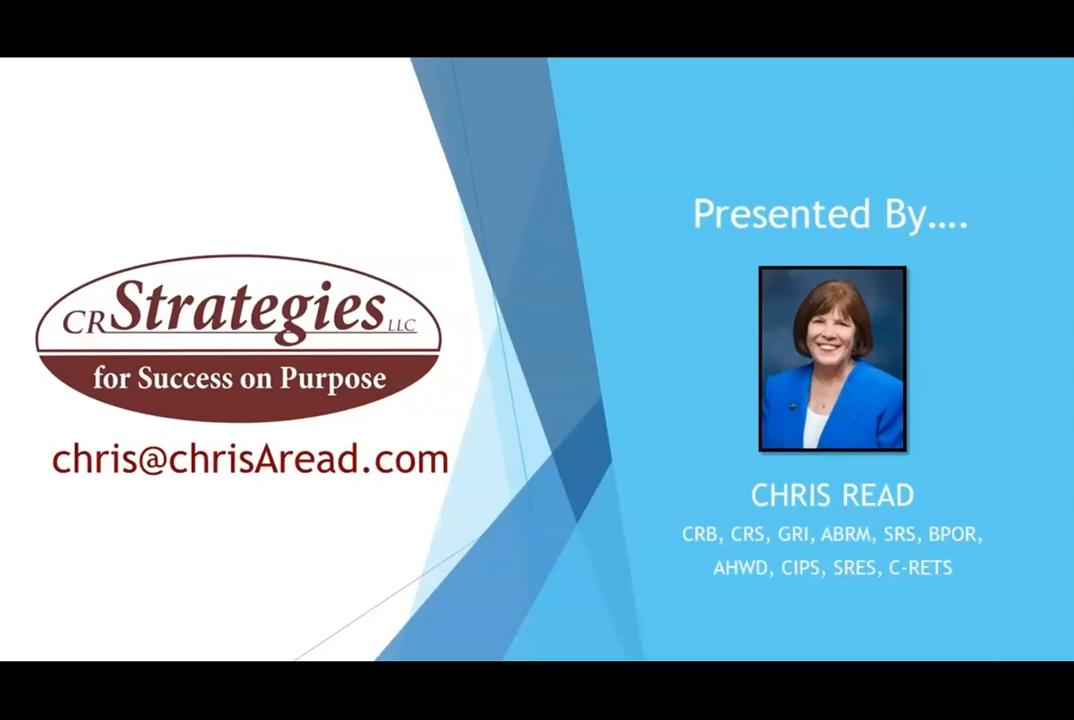 CR Strategies LLC
for Success on Purpose
chris@chrisAread.com
Presented By....
CHRIS READ
CRB, CRS, GRI, ABRM, SRS, BPOR,
AHWD, CIPS, SRES, C-RETS